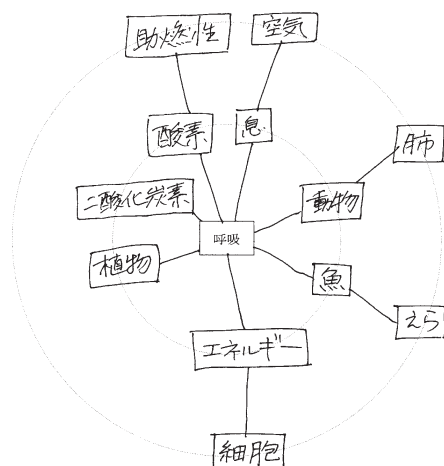 助燃性
空気
酸素
息
肺
二酸化炭素
動物
呼吸
植物
魚
えら
エネルギー
細胞